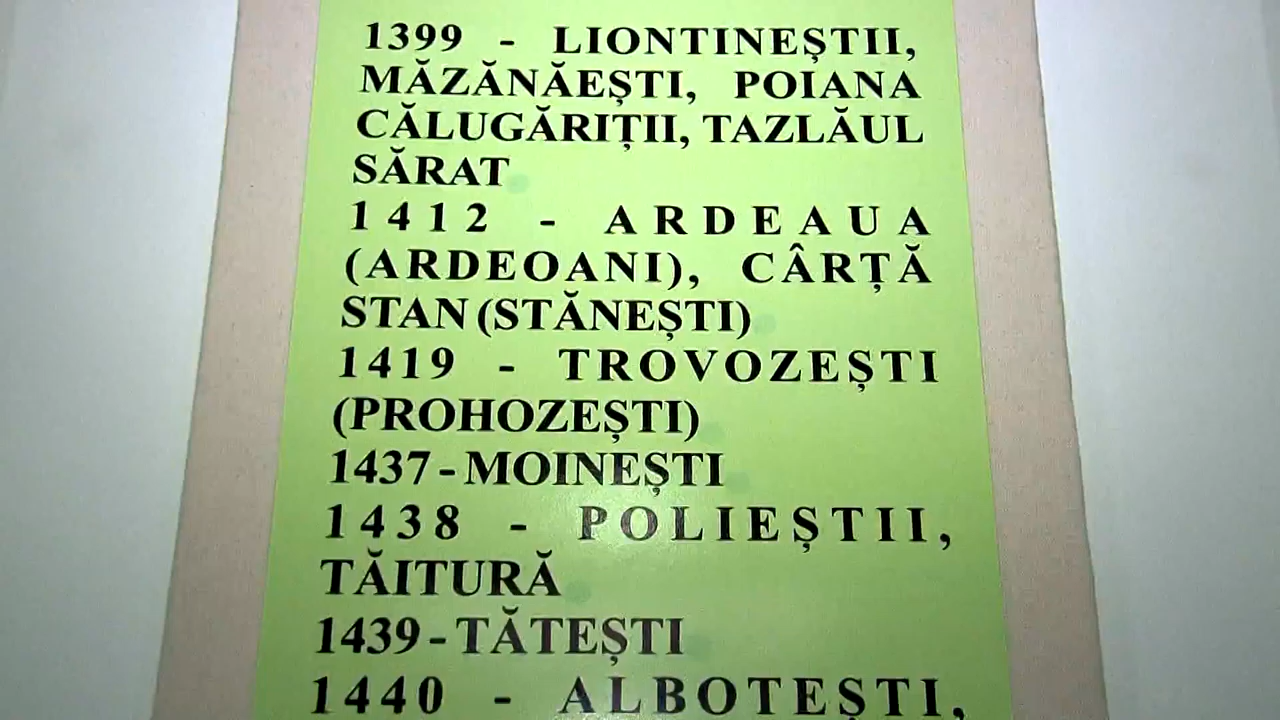 1399 - LIONTINEȘTII,
MĂZĂNĂEȘTI, POIANA
CĂLUGĂRIȚII, TAZLĂUL
SĂRAT
1412 - ARDEAUA
(ARDEOANI), CÂRȚĂ
STAN (STĂNEȘTI)
1419 - TROVOZEȘTI
(PROHOZEȘTI)
1437 - MOINEȘTI
1438 - POLIEȘTII,
TĂITURĂ
1439 - TĂTEȘTI
1440 - ALBOTEȘTI,